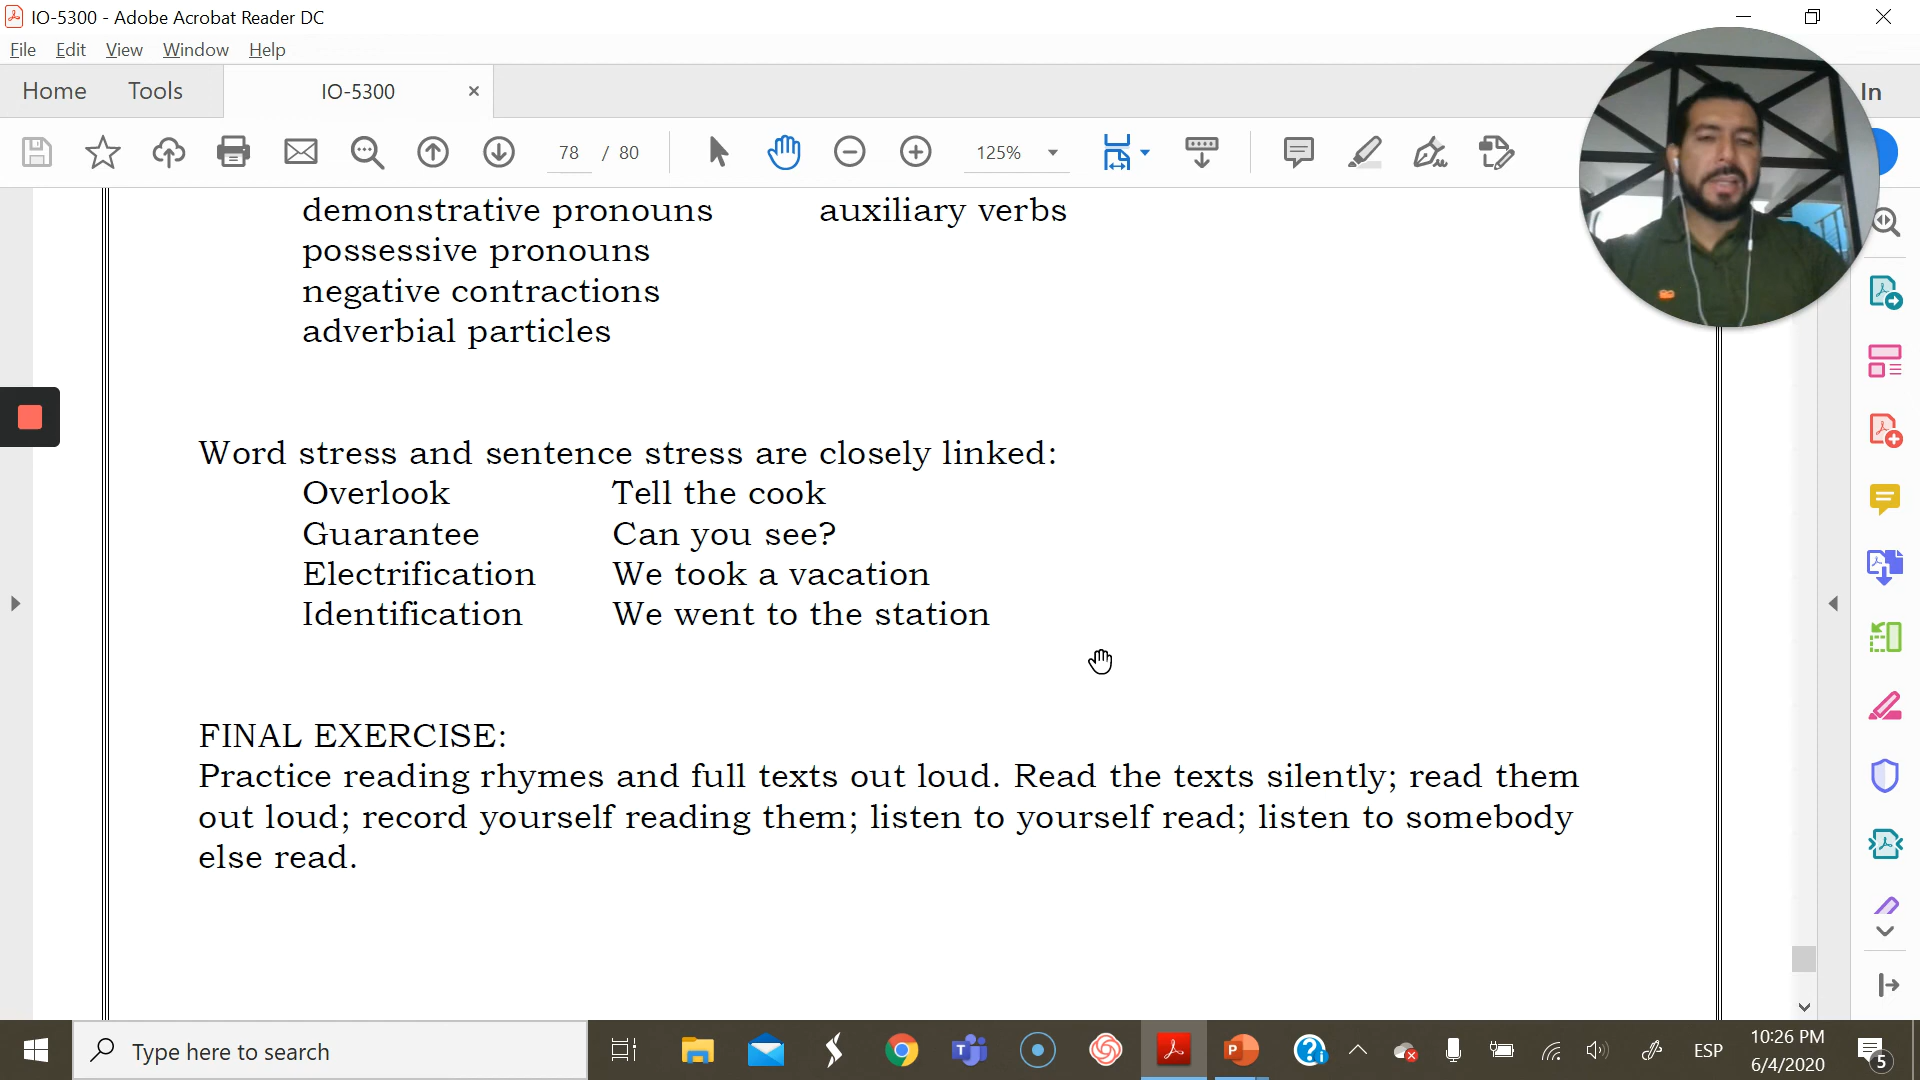 IO-5300 - Adobe Acrobat Reader DC
File Edit View Window Help
Home Tools IO-5300 In
78 / 80 125%
demonstrative pronouns auxiliary verbs
possessive pronouns
negative contractions
adverbial particles
Word stress and sentence stress are closely linked:
Overlook Tell the cook
Guarantee Can you see?
Electrification We took a vacation
Identification We went to the station
FINAL EXERCISE:
Practice reading rhymes and full texts out loud. Read the texts silently; read them
out loud; record yourself reading them; listen to yourself read; listen to somebody
else read.
Type here to search
ESP
10:26 PM
6/4/2020
5